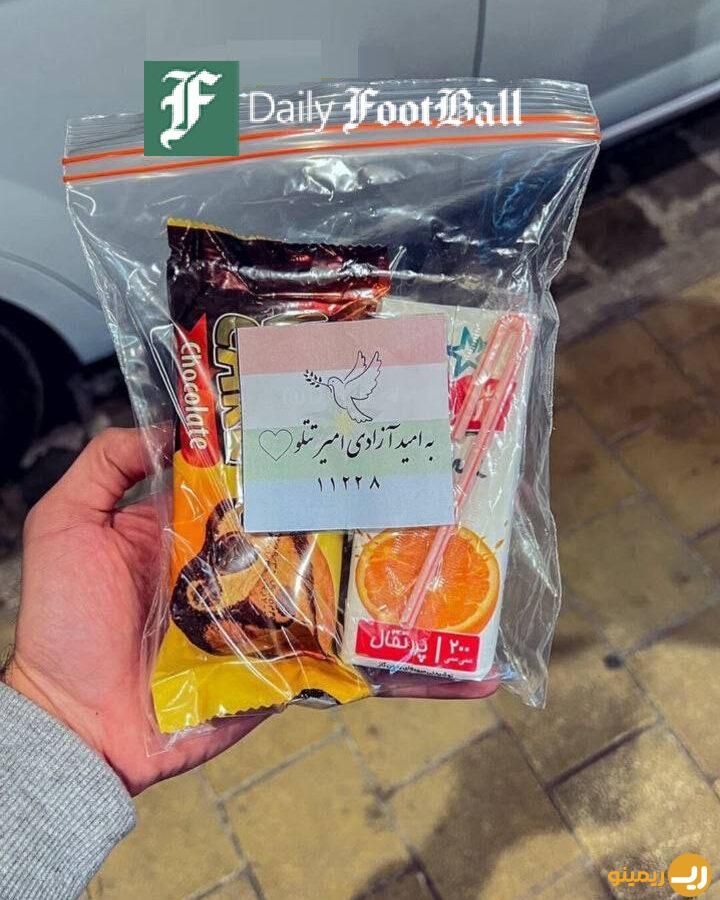 Daily FootBall
Chocolate
به امید آزادی امیر تتلو
۱۱۲۲۸
۲۰۰ پرتقال
ریمینو